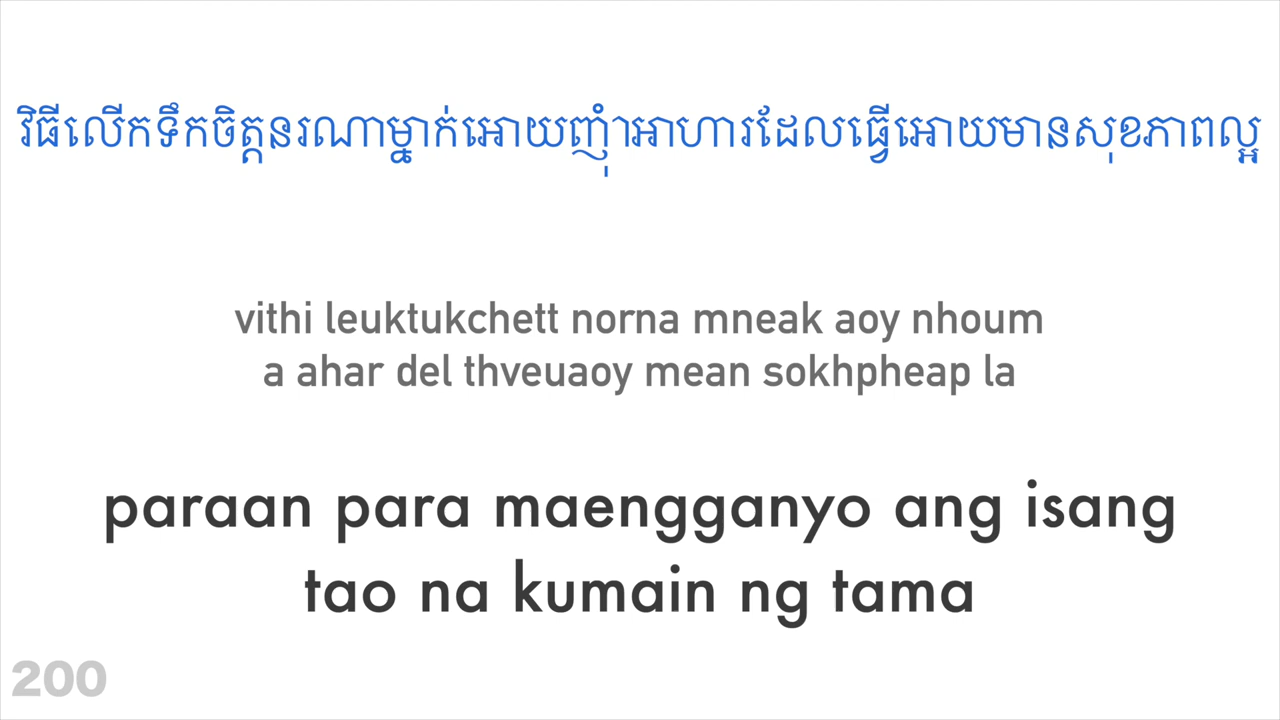 វិធីលើកទឹកចិត្តនរណាម្នាក់អោយញ៉ុំាអាហារដែលធ្វើអោយមានសុខភាពល្អ
vithi leuktukchett norna mneak aoy nhoum
a ahar del thveuaoy mean sokhpheap la
paraan para maengganyo ang isang
tao na kumain ng tama
200